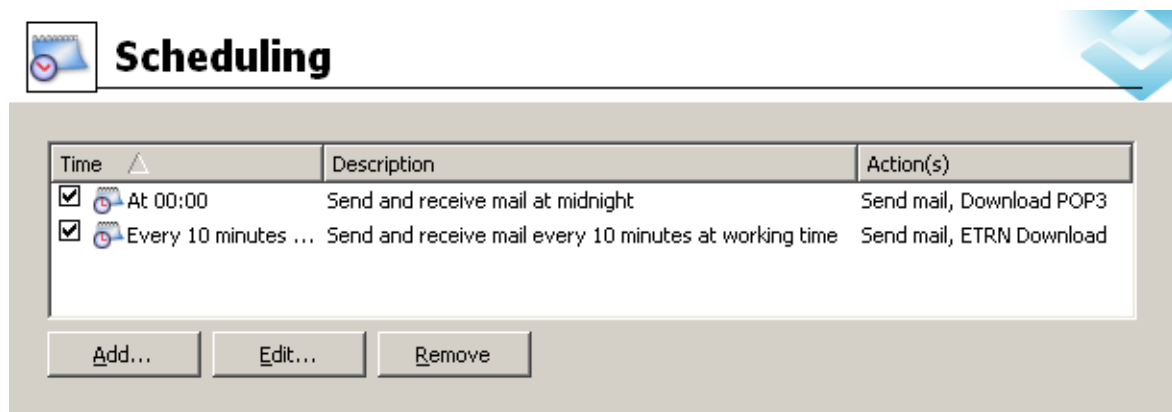 Scheduling
Time Description Action(s)
At 00:00 Send and receive mail at midnight Send mail, Download POP3
Every 10 minutes ... Send and receive mail every 10 minutes at working time Send mail, ETRN Download
Add... Edit... Remove